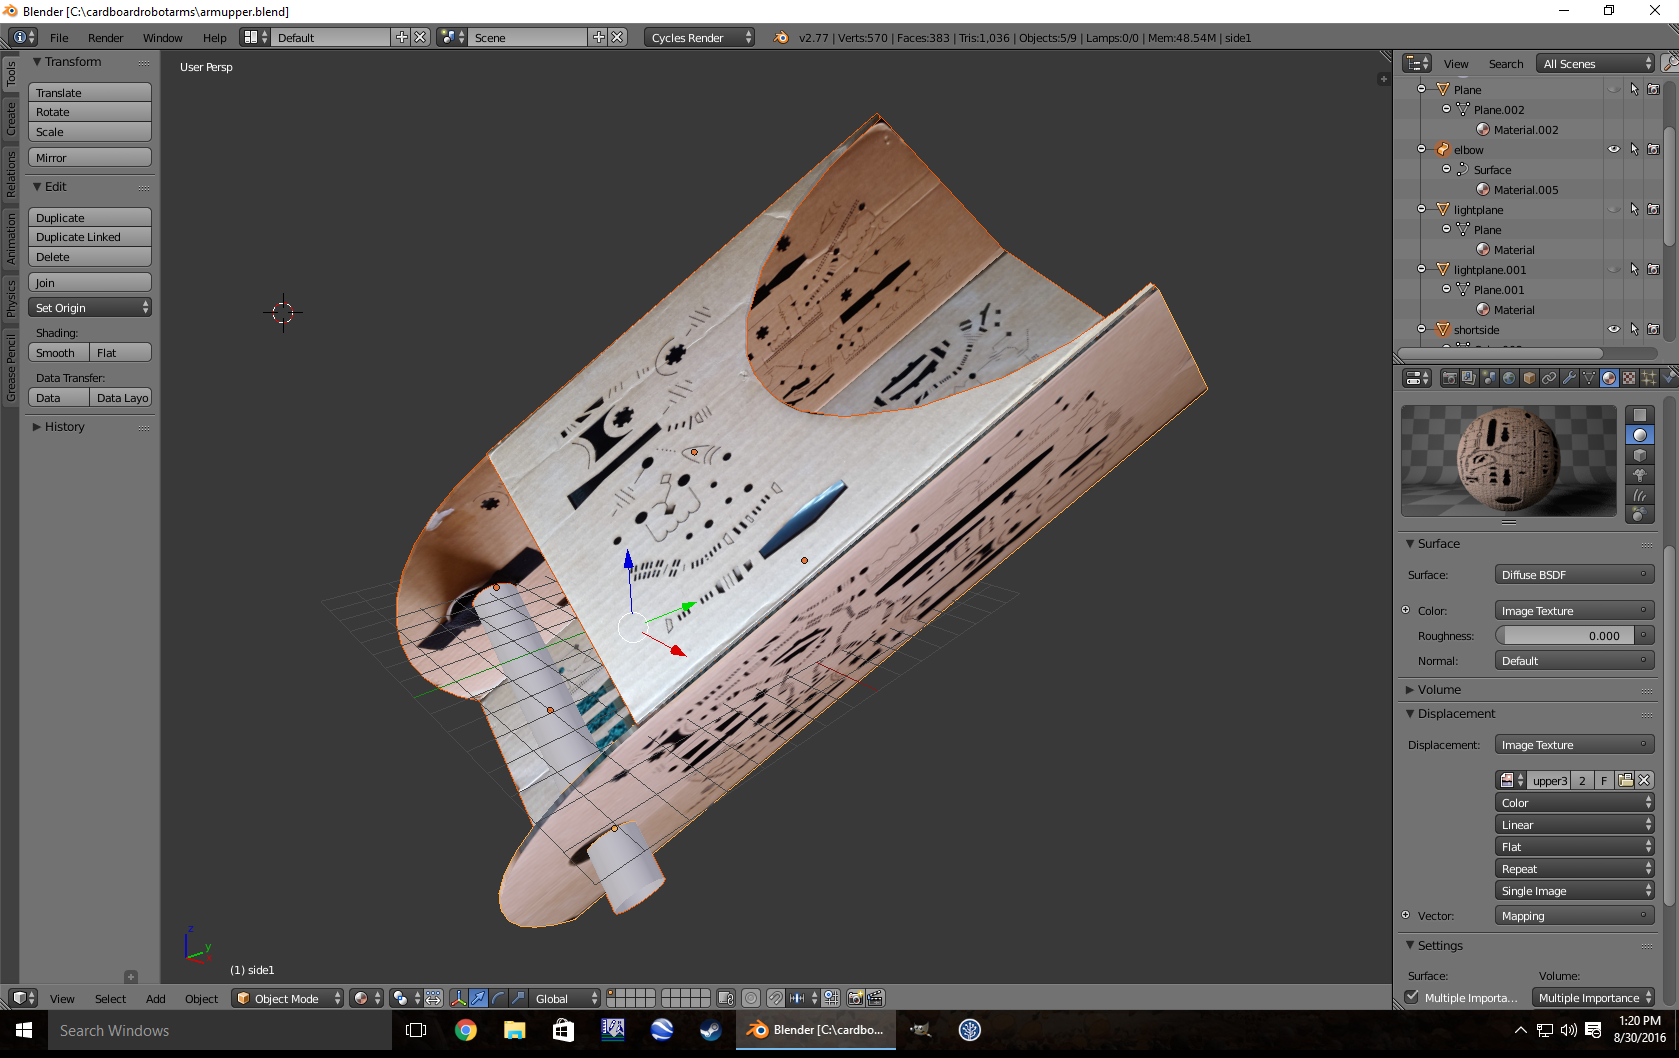 Blender [C:\cardboardrobotarms\armupper.blend]
File Render Window Help Default Scene Cycles Render v2.77 | Verts:570 | Faces:383 | Tris:1,036 | Objects:5/9 | Lamps:0/0 | Mem:48.54M | side1
Tools
Create
Relations
Animation
Physics
Grease Pencil
Transform
Translate
Rotate
Scale
Mirror
Edit
Duplicate
Duplicate Linked
Delete
Join
Set Origin
Shading:
Smooth Flat
Data Transfer:
Data Data Layo
History
User Persp
z
y
(1) side1
View Select Add Object Object Mode Global
View Search All Scenes
Plane
Plane.002
Material.002
elbow
Surface
Material.005
lightplane
Plane
Material
lightplane.001
Plane.001
Material
shortside
Surface
Surface: Diffuse BSDF
Color: Image Texture
Roughness: 0.000
Normal: Default
Volume
Displacement
Displacement: Image Texture
upper3 2 F
Color
Linear
Flat
Repeat
Single Image
Vector: Mapping
Settings
Surface: Volume:
Multiple Importa... Multiple Importance
Search Windows
Blender [C:\cardbo...
1:20 PM
8/30/2016